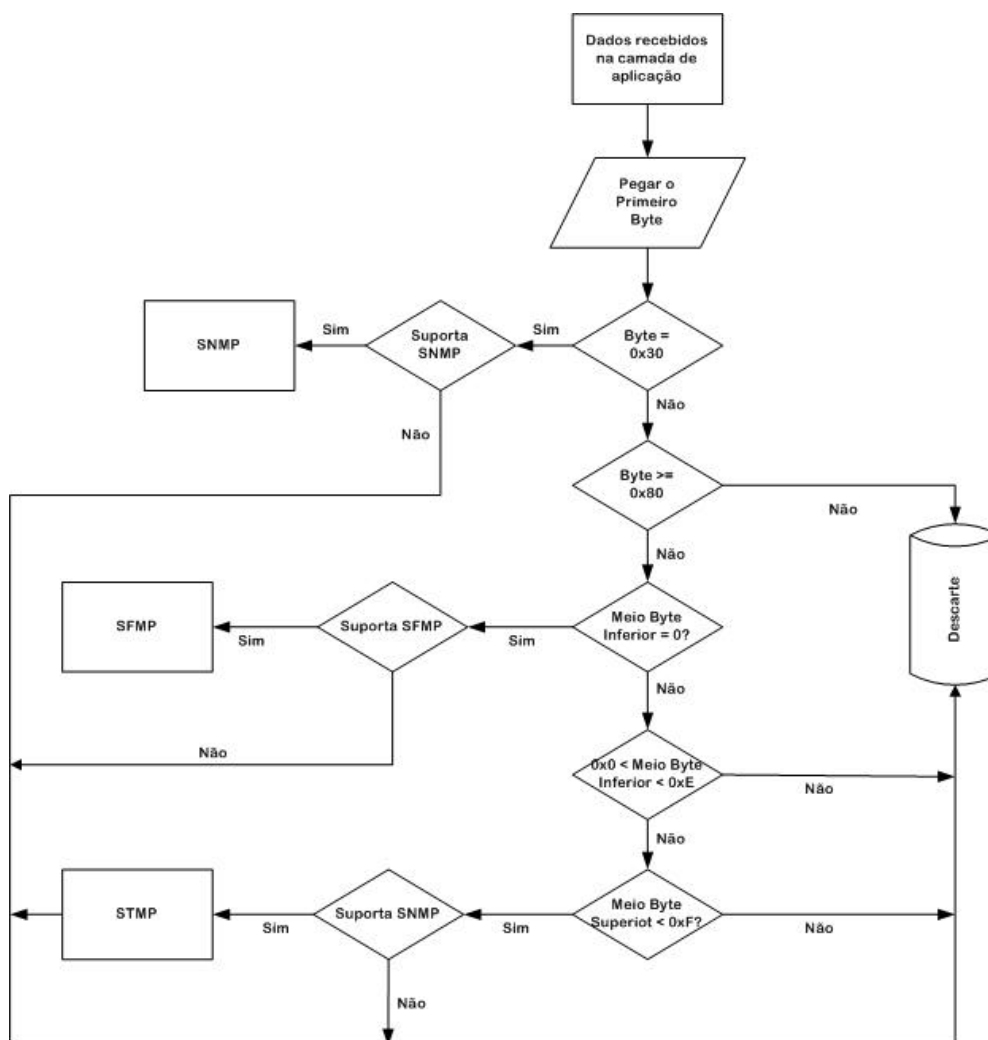 Dados recebidos
na camada de
aplicação
Pegar o
Primeiro
Byte
SNMP
Sim
Suporta
SNMP
Sim
Byte =
0x30
Não
Não
Byte >=
0x80
Não
Não
SFMP
Sim
Suporta SFMP
Sim
Meio Byte
Inferior = 0?
Descarte
Não
Não
0x0 < Meio Byte
Inferior < 0xE
Não
Não
STMP
Sim
Suporta SNMP
Sim
Meio Byte
Superiot < 0xF?
Não
Não